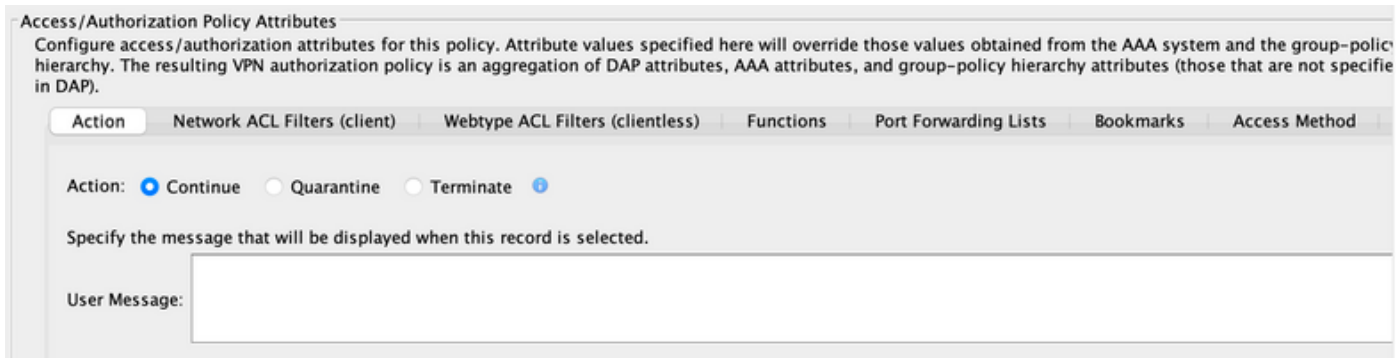 Access/Authorization Policy Attributes
Configure access/authorization attributes for this policy. Attribute values specified here will override those values obtained from the AAA system and the group-policy
hierarchy. The resulting VPN authorization policy is an aggregation of DAP attributes, AAA attributes, and group-policy hierarchy attributes (those that are not specifie
in DAP).
Action Network ACL Filters (client) Webtype ACL Filters (clientless) Functions Port Forwarding Lists Bookmarks Access Method
Action: Continue Quarantine Terminate
Specify the message that will be displayed when this record is selected.
User Message: